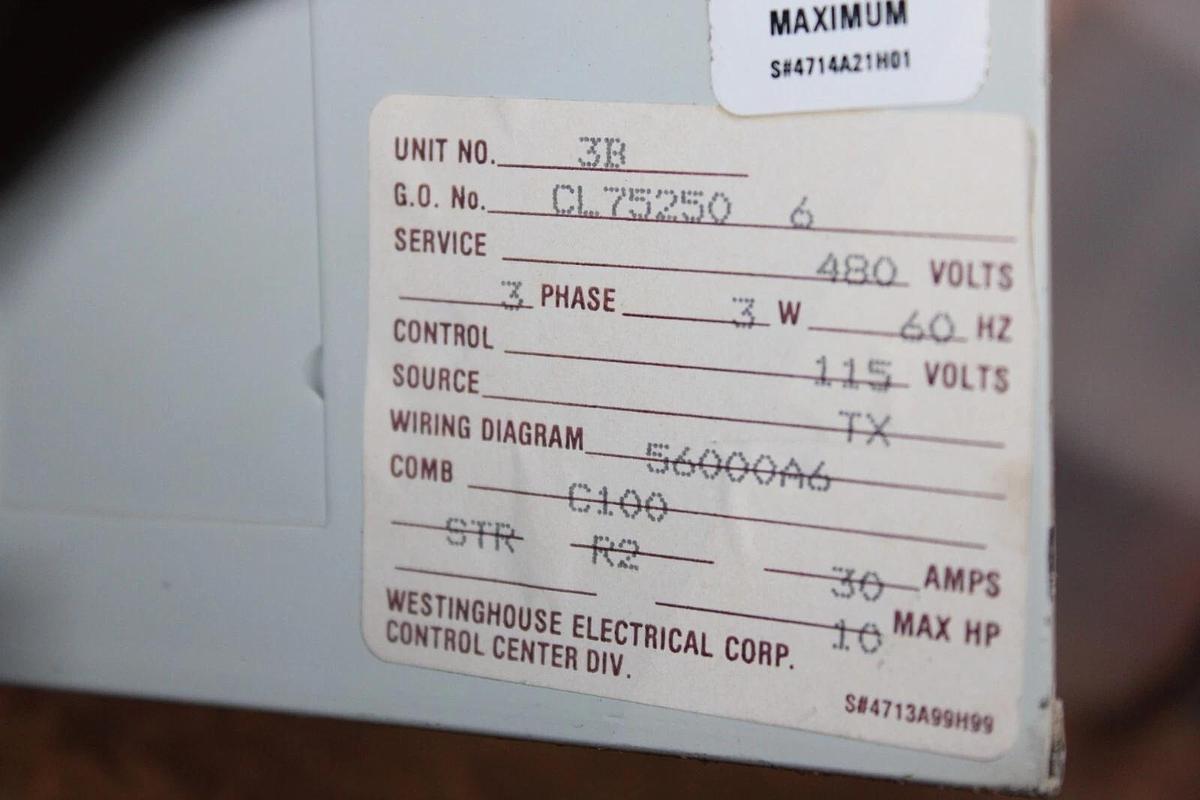 MAXIMUM
S#4714A21H01
UNIT NO. 3B
G.O. No. CL75250 6
SERVICE 480 VOLTS
3 PHASE 3 W 60 HZ
CONTROL 115 VOLTS
SOURCE TX
WIRING DIAGRAM 56000A6
COMB C100
STR R2 30 AMPS
10 MAX HP
WESTINGHOUSE ELECTRICAL CORP.
CONTROL CENTER DIV.
S#4713A99H99